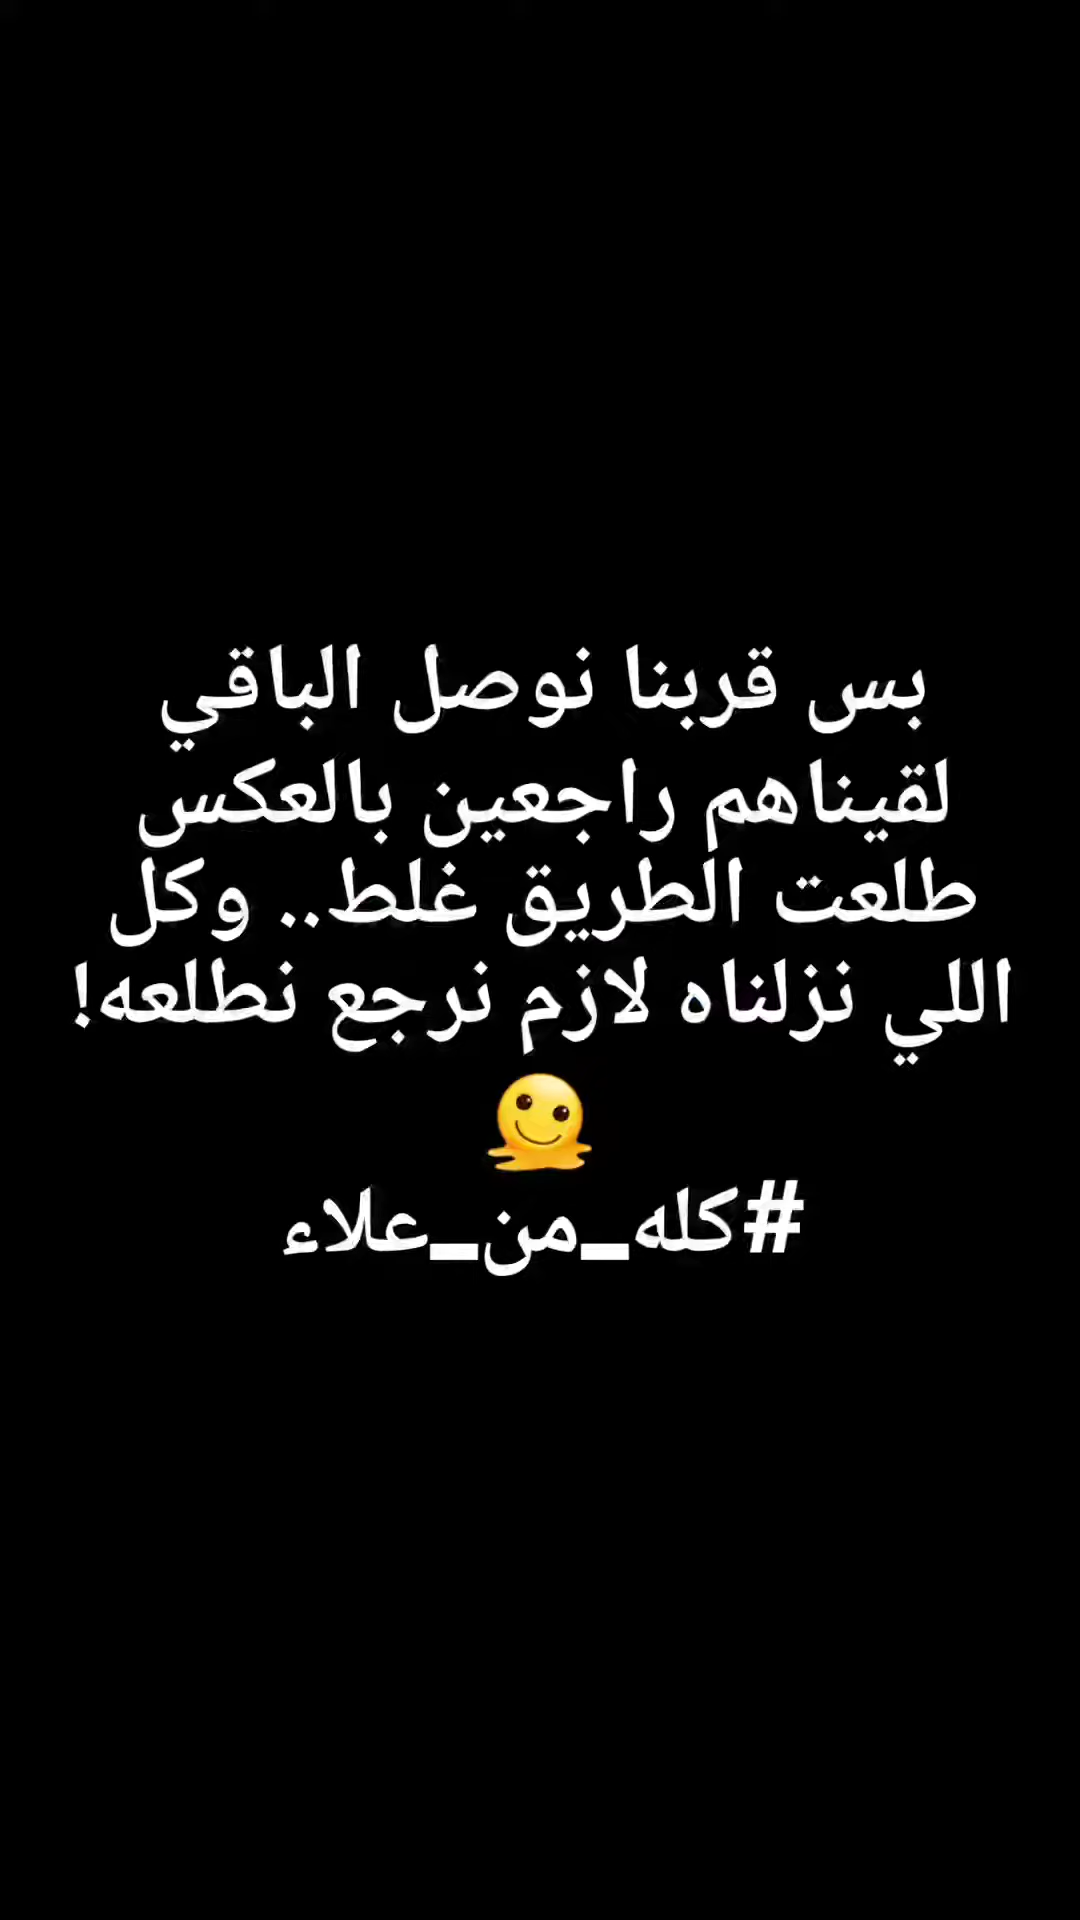 بس قربنا نوصل الباقي
لقيناهم راجعين بالعكس
طلعت الطريق غلط.. وكل
اللي نزلناه لازم نرجع نطلعه!
🫠
#كله_من_علاء